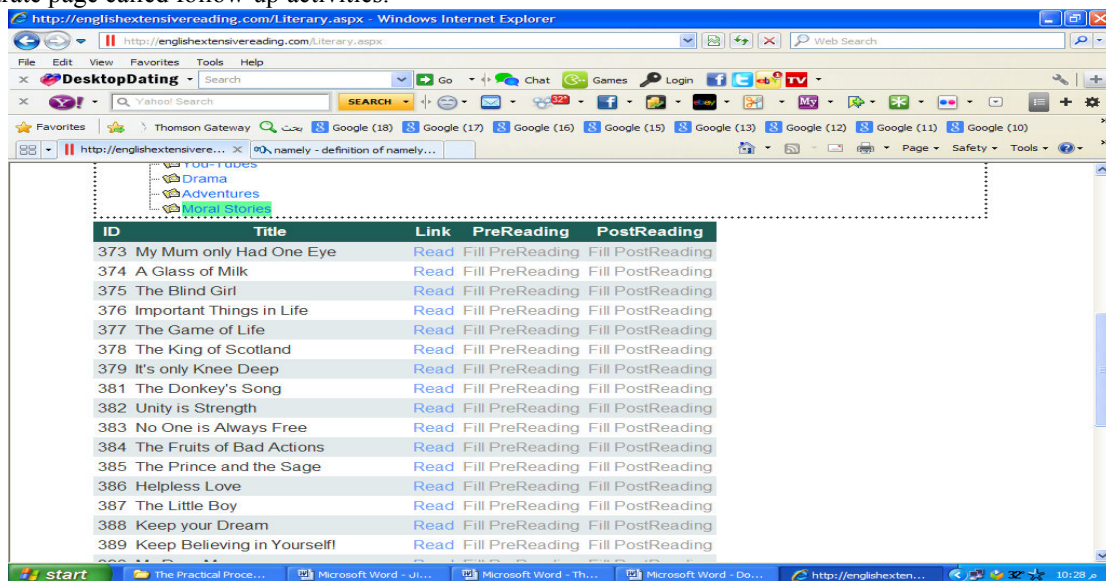 rate page called follow-up activities.
http://englishextensivereading.com/Literary.aspx - Windows Internet Explorer
http://englishextensivereading.com/Literary.aspx Web Search
File Edit View Favorites Tools Help
DesktopDating Search Go Chat Games Login TV
Yahoo! Search SEARCH 32° ebay My
Favorites Thomson Gateway بحث Google (18) Google (17) Google (16) Google (15) Google (13) Google (12) Google (11) Google (10)
http://englishextensivere... namely - definition of namely... Page Safety Tools
You-Tubes
Drama
Adventures
Moral Stories
ID Title Link PreReading PostReading
373 My Mum only Had One Eye Read Fill PreReading Fill PostReading
374 A Glass of Milk Read Fill PreReading Fill PostReading
375 The Blind Girl Read Fill PreReading Fill PostReading
376 Important Things in Life Read Fill PreReading Fill PostReading
377 The Game of Life Read Fill PreReading Fill PostReading
378 The King of Scotland Read Fill PreReading Fill PostReading
379 It's only Knee Deep Read Fill PreReading Fill PostReading
381 The Donkey's Song Read Fill PreReading Fill PostReading
382 Unity is Strength Read Fill PreReading Fill PostReading
383 No One is Always Free Read Fill PreReading Fill PostReading
384 The Fruits of Bad Actions Read Fill PreReading Fill PostReading
385 The Prince and the Sage Read Fill PreReading Fill PostReading
386 Helpless Love Read Fill PreReading Fill PostReading
387 The Little Boy Read Fill PreReading Fill PostReading
388 Keep your Dream Read Fill PreReading Fill PostReading
389 Keep Believing in Yourself! Read Fill PreReading Fill PostReading
start The Practical Proce... Microsoft Word - Ji... Microsoft Word - Th... Microsoft Word - Do... http://englishexten... 32° 10:28